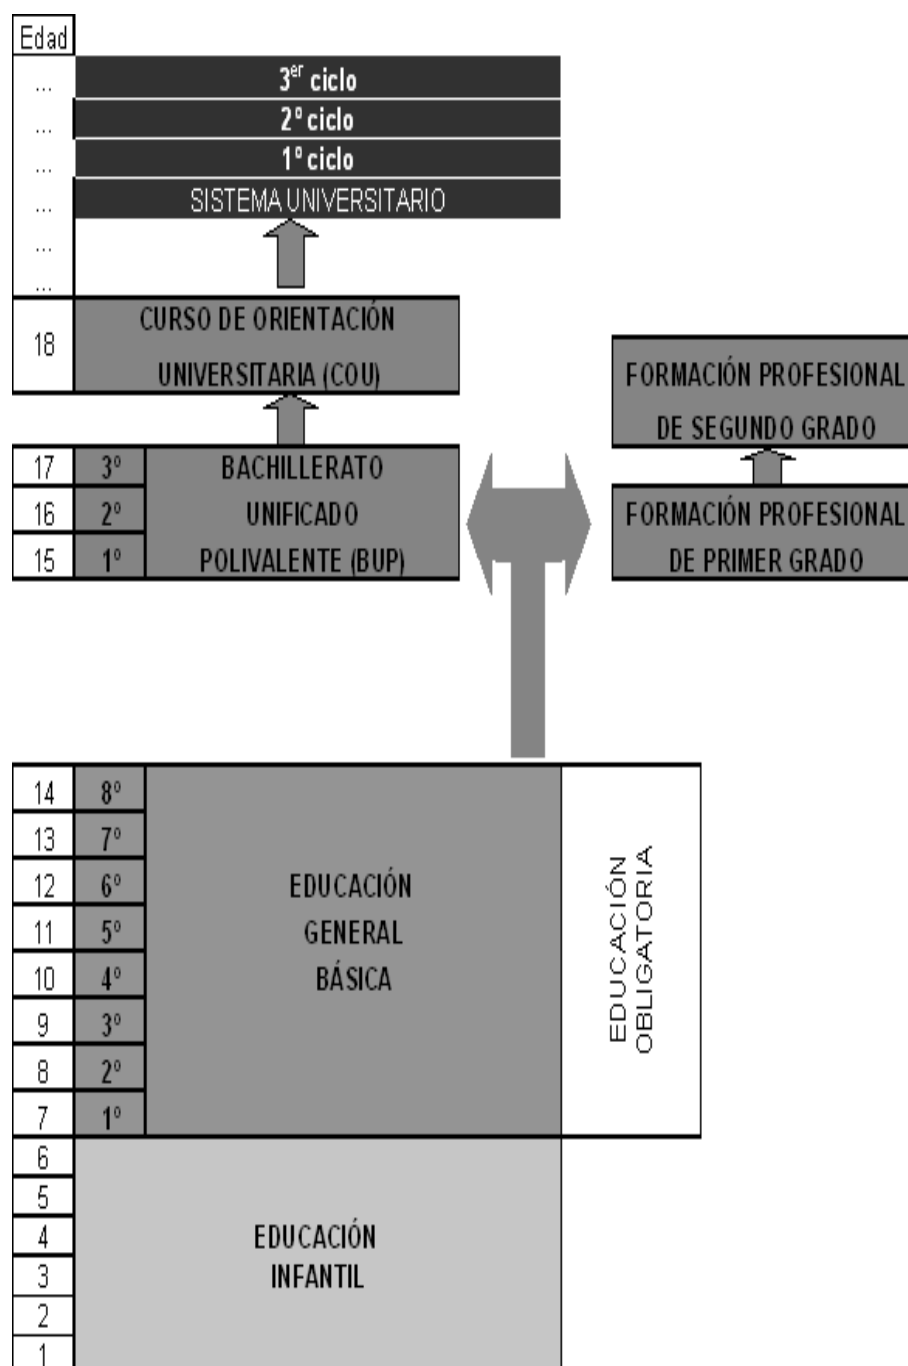 Edad
... 3er ciclo
... 2º ciclo
... 1º ciclo
... SISTEMA UNIVERSITARIO
...
...
18
CURSO DE ORIENTACIÓN
UNIVERSITARIA (COU)
FORMACIÓN PROFESIONAL
DE SEGUNDO GRADO
17 3º BACHILLERATO
16 2º UNIFICADO
15 1º POLIVALENTE (BUP)
FORMACIÓN PROFESIONAL
DE PRIMER GRADO
14 8º
13 7º
12 6º EDUCACIÓN
11 5º GENERAL
10 4º BÁSICA
9 3º
8 2º
7 1º
EDUCACIÓN
OBLIGATORIA
6
5
4 EDUCACIÓN
3 INFANTIL
2
1